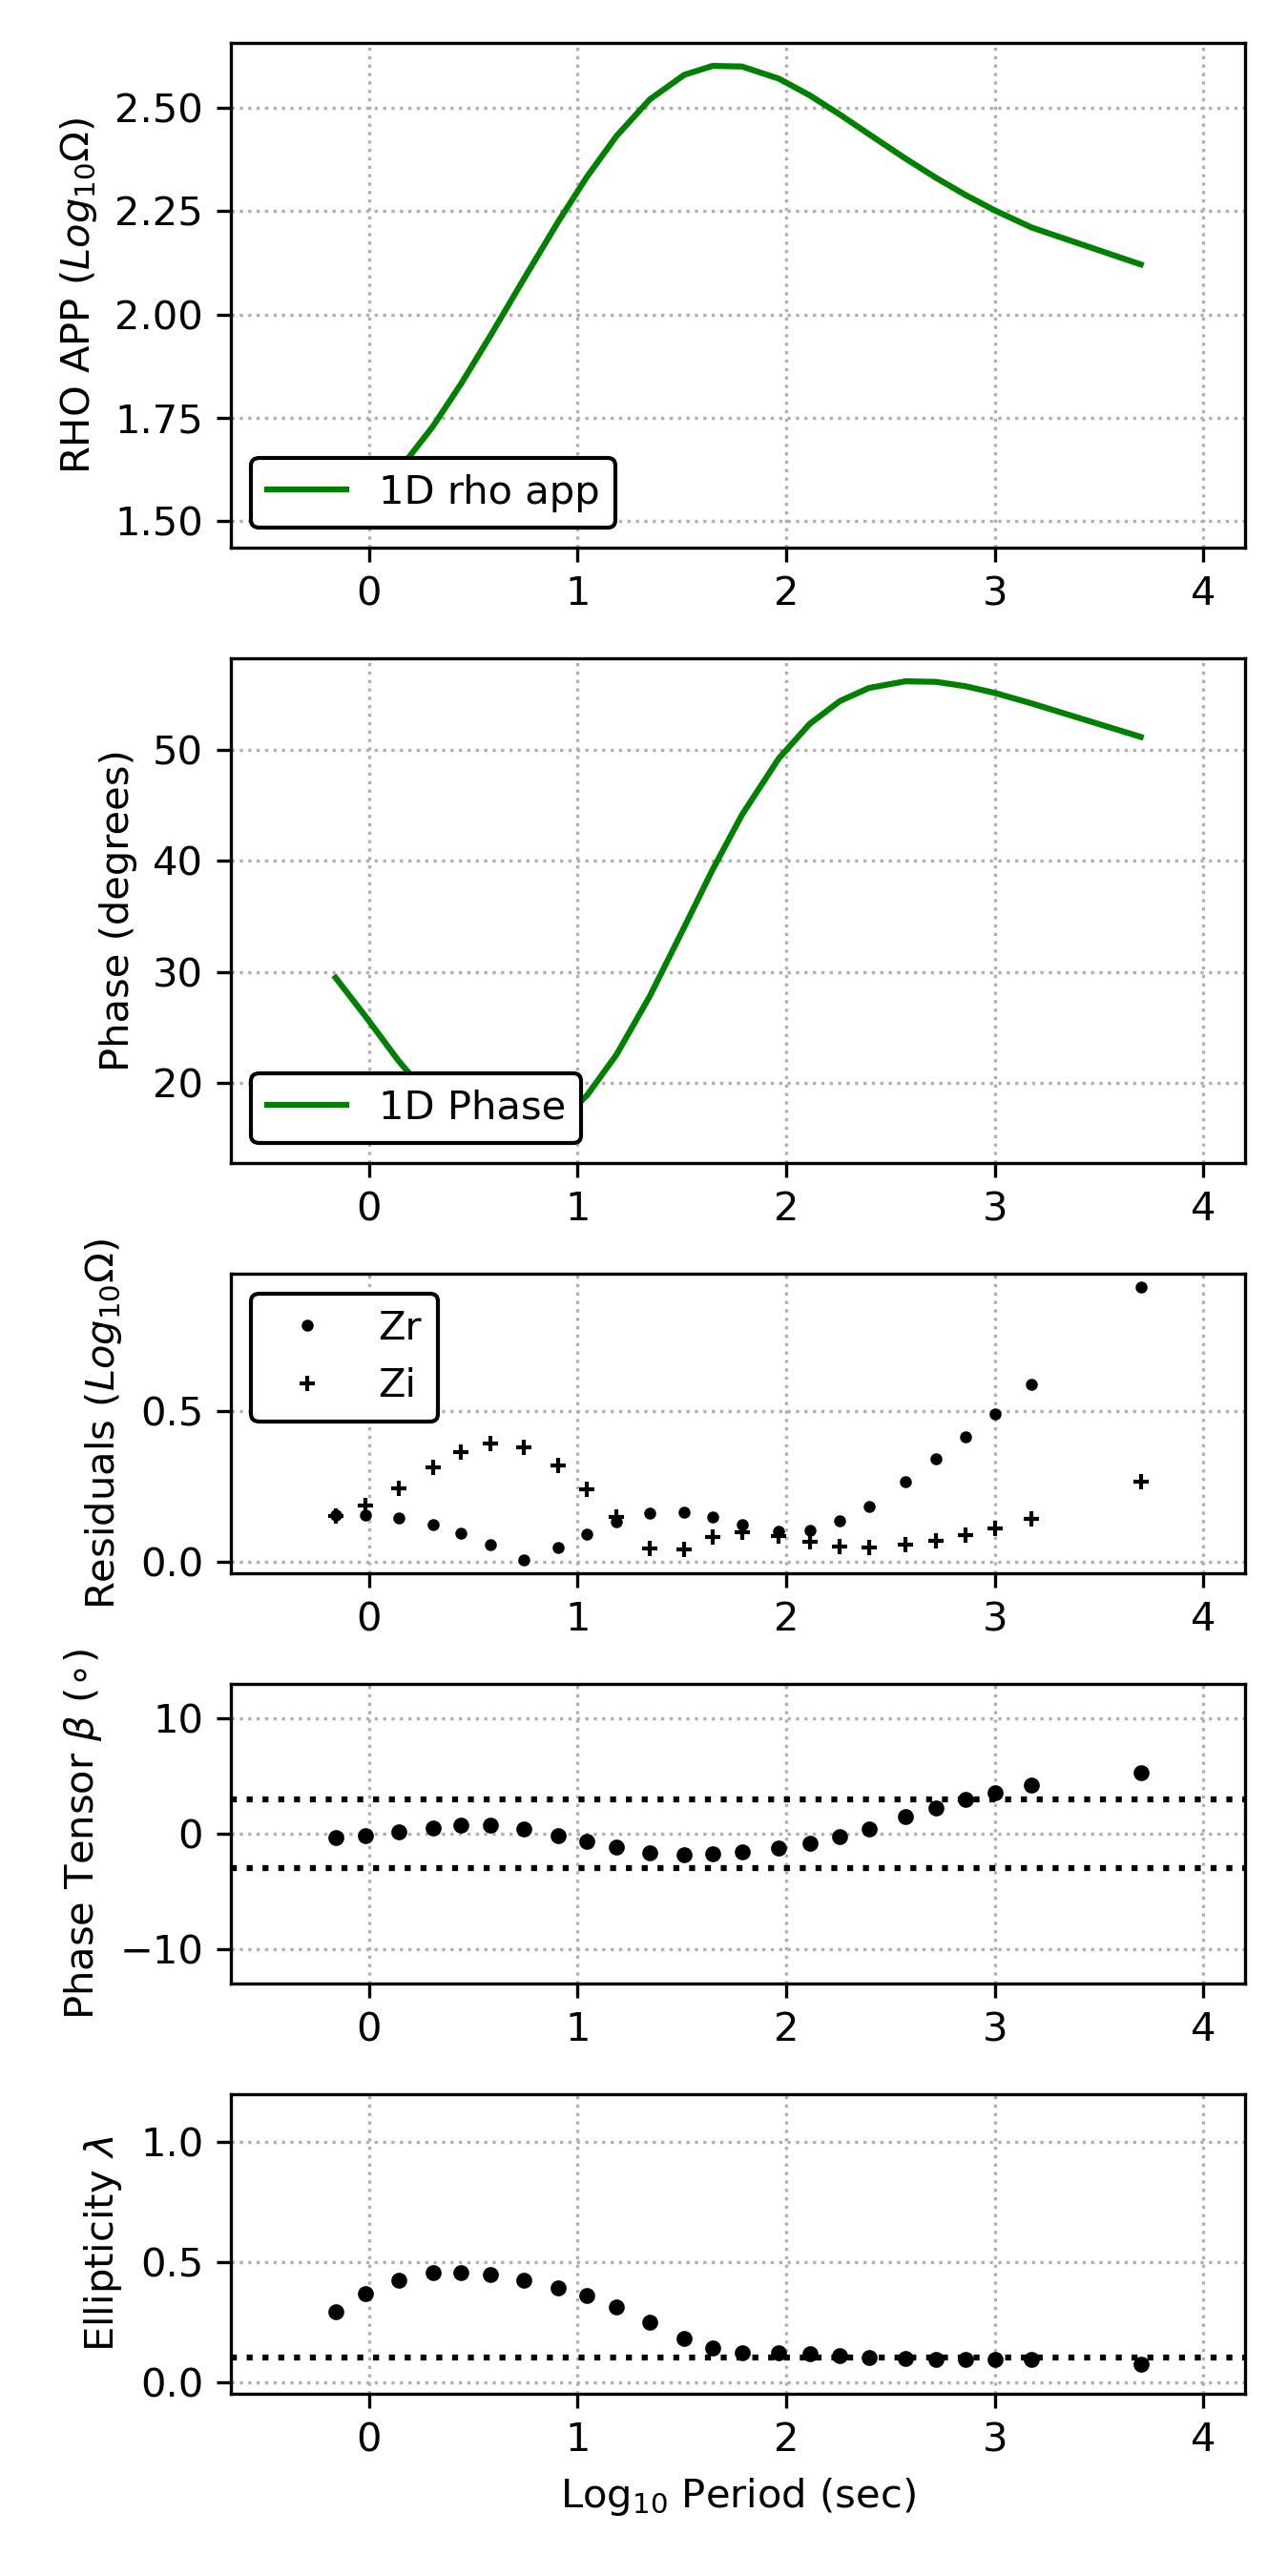 RHO APP (Log₁₀Ω)
2.50
2.25
2.00
1.75
1.50
1D rho app
0 1 2 3 4
Phase (degrees)
50
40
30
20
1D Phase
0 1 2 3 4
Residuals (Log₁₀Ω)
Zr
Zi
0.5
0.0
0 1 2 3 4
Phase Tensor β (∘)
10
0
−10
0 1 2 3 4
Ellipticity λ
1.0
0.5
0.0
0 1 2 3 4
Log₁₀ Period (sec)